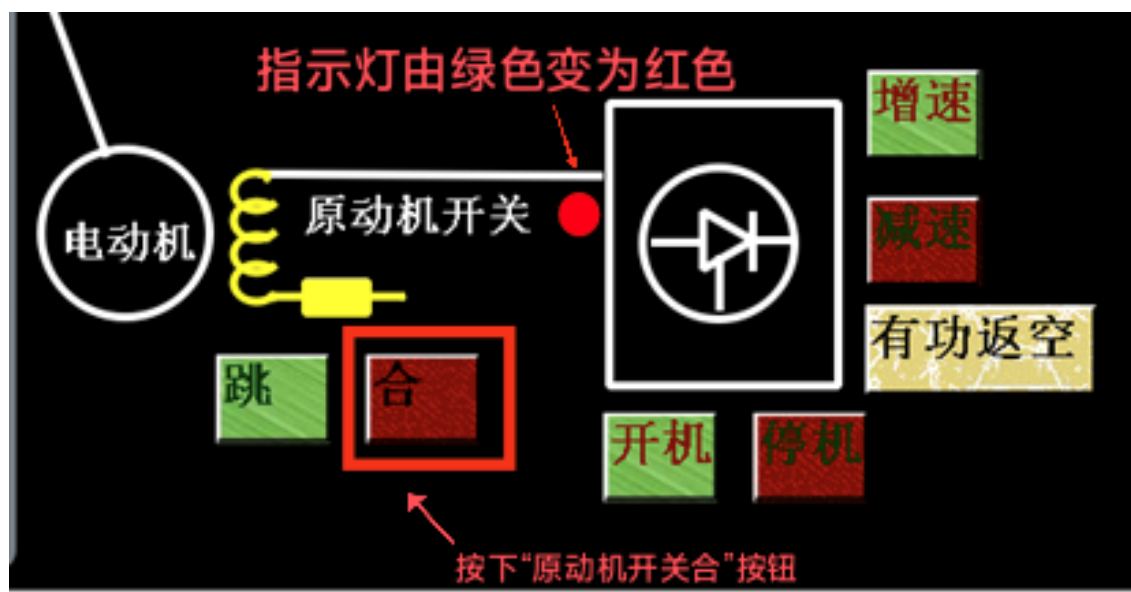 指示灯由绿色变为红色
增速
原动机开关
电动机
减速
有功返空
跳
合
开机
停机
按下“原动机开关合”按钮